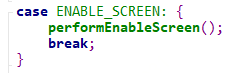 case ENABLE_SCREEN: {
performEnableScreen();
break;
}